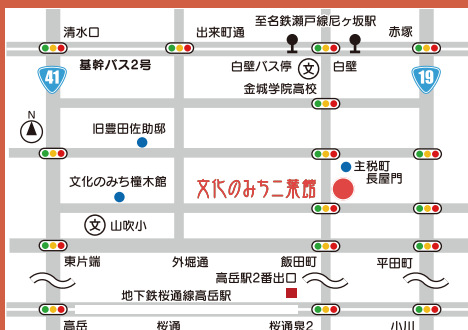 至名鉄瀬戸線尼ヶ坂駅
清水口
出来町通
赤塚
基幹バス2号
白壁バス停
文
白壁
41
金城学院高校
19
N
旧豊田佐助邸
主税町
長屋門
文化のみち橦木館
文化のみち二葉館
文
山吹小
東片端
外堀通
飯田町
平田町
高岳駅2番出口
地下鉄桜通線高岳駅
高岳
桜通
桜通泉2
小川